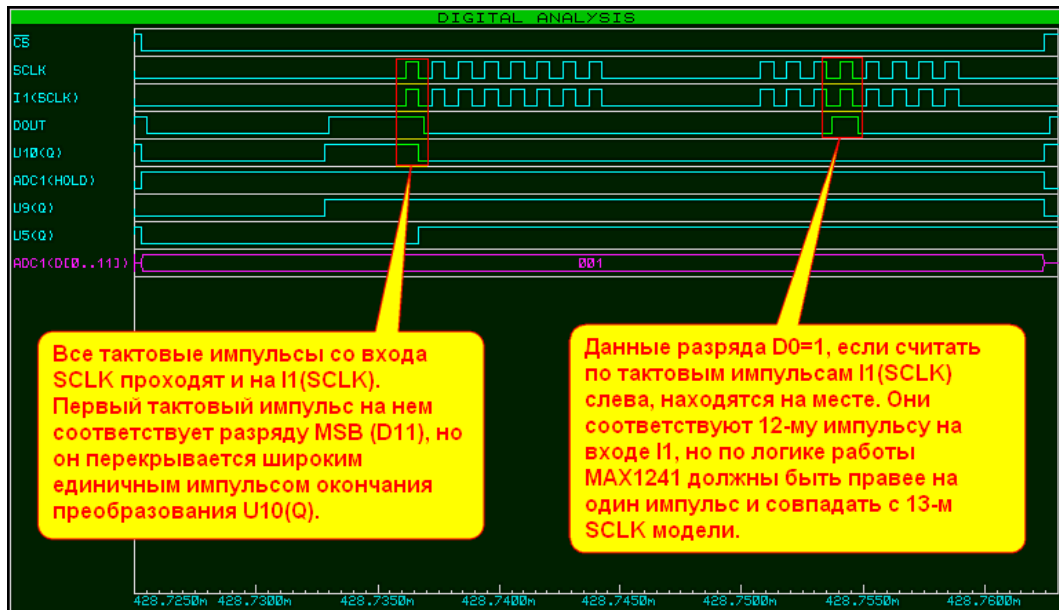 DIGITAL ANALYSIS
CS
SCLK
I1(SCLK)
DOUT
U10(Q)
ADC1(HOLD)
U9(Q)
U5(Q)
ADC1(D[0..11])
001
Все тактовые импульсы со входа
SCLK проходят и на I1(SCLK).
Первый тактовый импульс на нем
соответствует разряду MSB (D11), но
он перекрывается широким
единичным импульсом окончания
преобразования U10(Q).
Данные разряда D0=1, если считать
по тактовым импульсам I1(SCLK)
слева, находятся на месте. Они
соответствуют 12-му импульсу на
входе I1, но по логике работы
MAX1241 должны быть правее на
один импульс и совпадать с 13-м
SCLK модели.
428.7250m 428.7300m 428.7350m 428.7400m 428.7450m 428.7500m 428.7550m 428.7600m